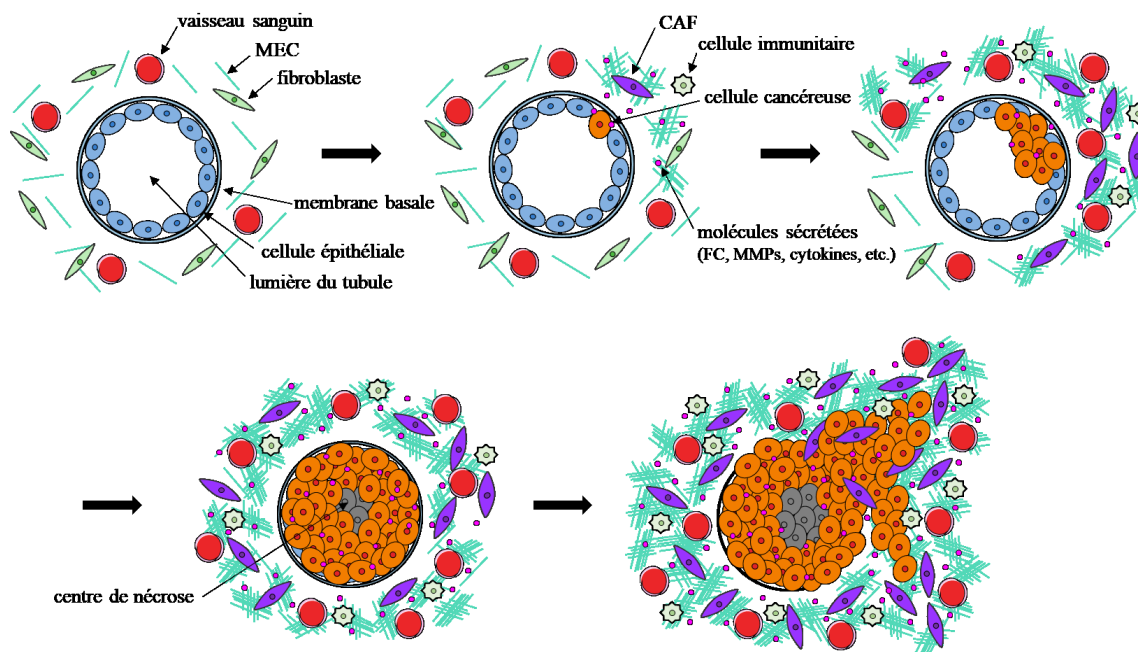 vaisseau sanguin
MEC
fibroblaste
membrane basale
cellule épithéliale
lumière du tubule
CAF
cellule immunitaire
cellule cancéreuse
molécules sécrétées
(FC, MMPs, cytokines, etc.)
centre de nécrose